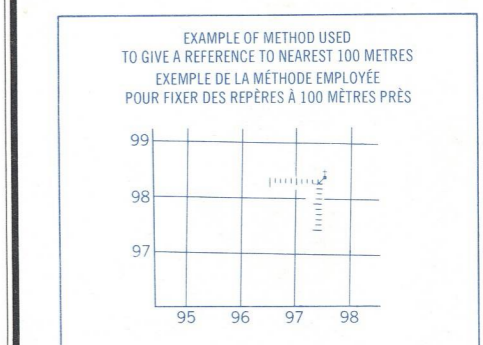 EXAMPLE OF METHOD USED
TO GIVE A REFERENCE TO NEAREST 100 METRES
EXEMPLE DE LA MÉTHODE EMPLOYÉE
POUR FIXER DES REPÈRES À 100 MÈTRES PRÈS
99
98
97
95 96 97 98